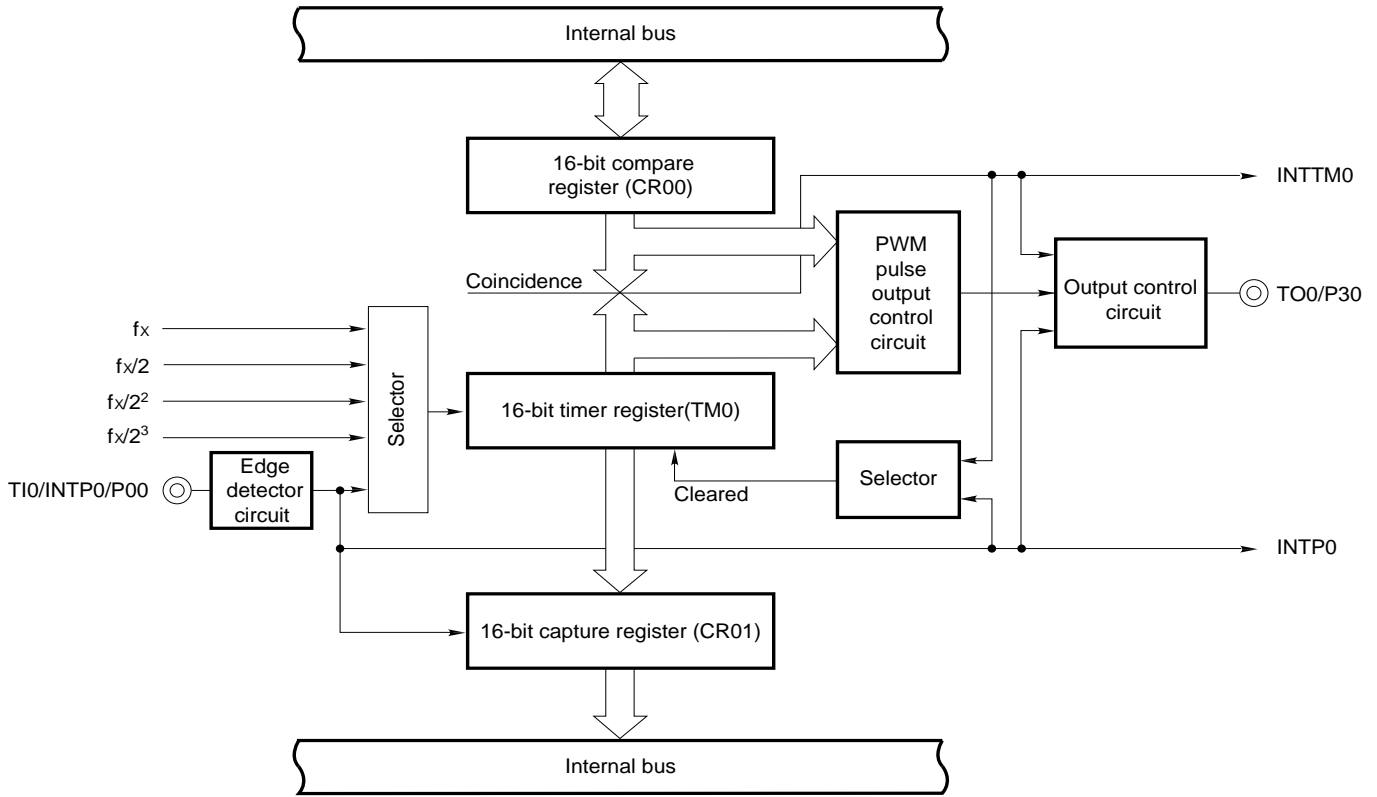 Internal bus
16-bit compare
register (CR00)
INTTM0
PWM
pulse
output
control
circuit
Coincidence
Output control
circuit
TO0/P30
fX
fX/2
fX/2²
fX/2³
Selector
16-bit timer register(TM0)
TI0/INTP0/P00
Edge
detector
circuit
Cleared
Selector
INTP0
16-bit capture register (CR01)
Internal bus